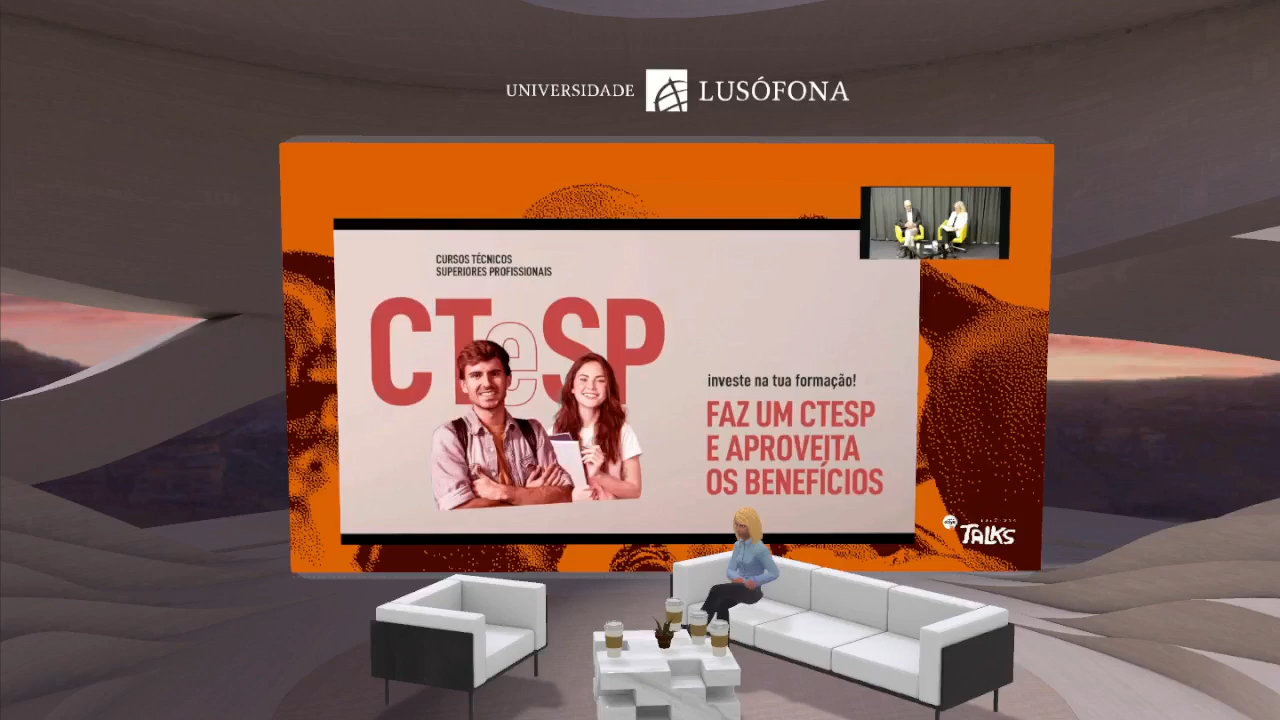 UNIVERSIDADE LUSÓFONA
CURSOS TÉCNICOS
SUPERIORES PROFISSIONAIS
CTeSP
investe na tua formação!
FAZ UM CTESP
E APROVEITA
OS BENEFÍCIOS
TALKS